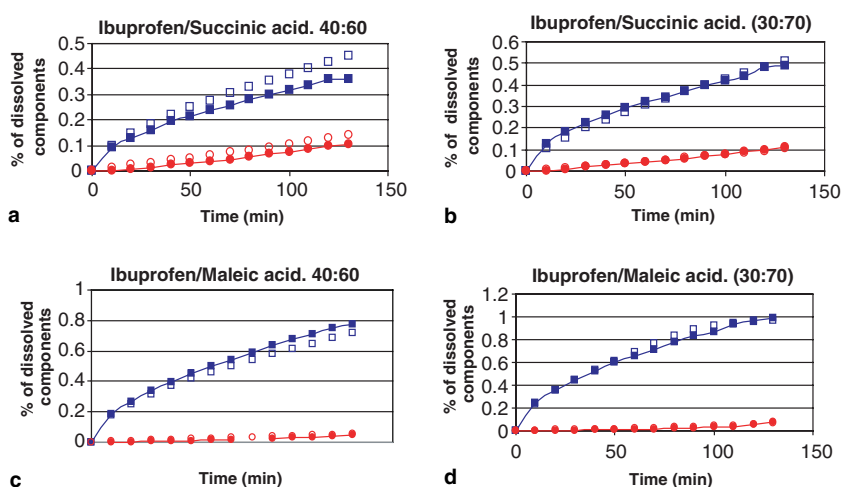 Ibuprofen/Succinic acid. 40:60
% of dissolved
components
0.5
0.4
0.3
0.2
0.1
0
0
50
100
150
Time (min)
a
Ibuprofen/Succinic acid. (30:70)
% of dissolved
components
0.6
0.5
0.4
0.3
0.2
0.1
0
0
50
100
150
Time (min)
b
Ibuprofen/Maleic acid. 40:60
% of dissolved
components
1
0.8
0.6
0.4
0.2
0
Time (min)
c
Ibuprofen/Maleic acid. (30:70)
% of dissolved
components
1.2
1
0.8
0.6
0.4
0.2
0
0
50
100
150
Time (min)
d